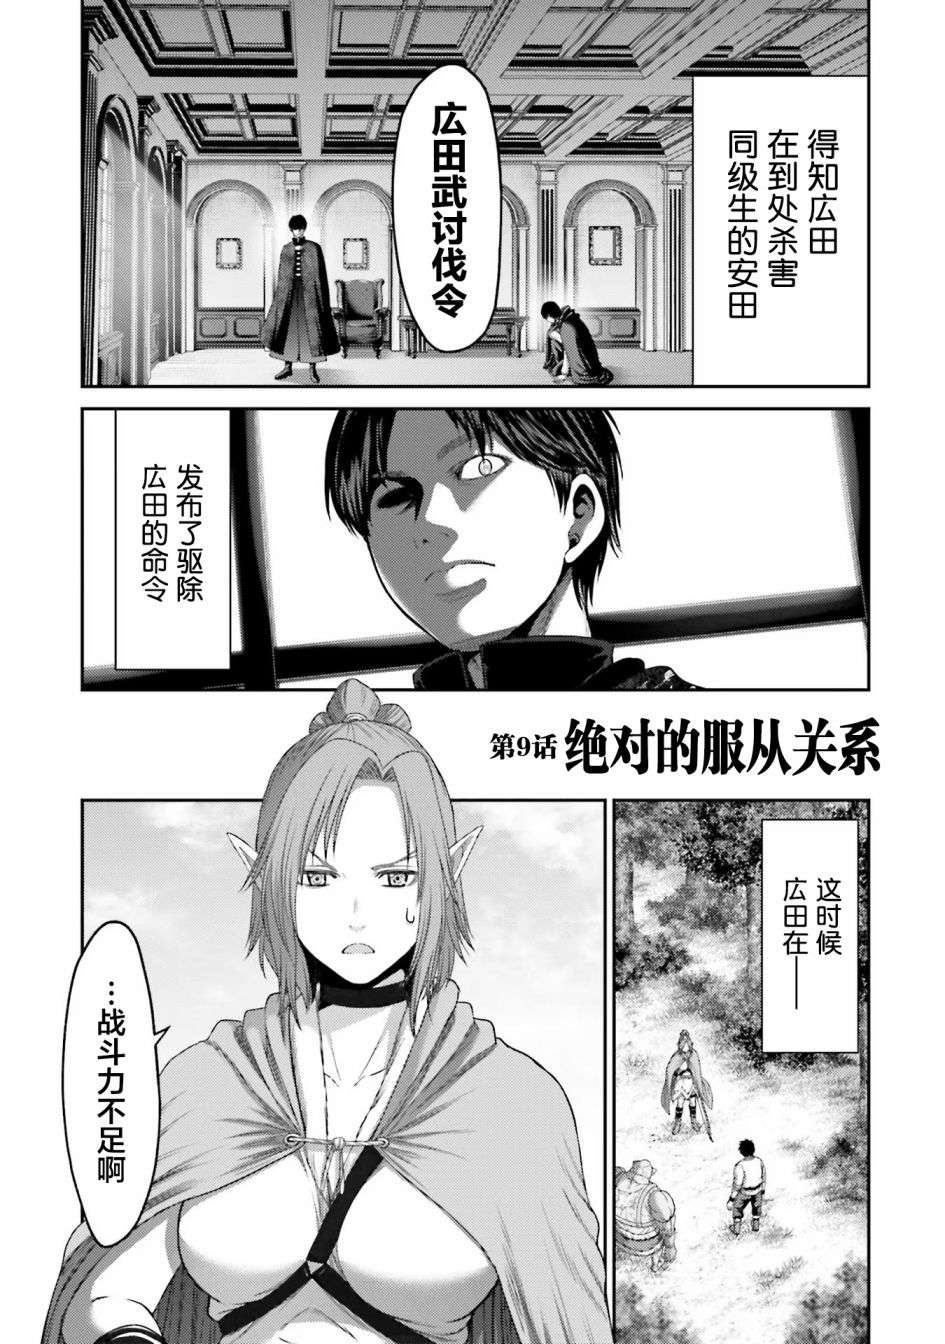 得知広田
在到处杀害
同级生的安田
広田武讨伐令
发布了驱除
広田的命令
第9话 绝对的服从关系
这时候
広田在——
…战斗力不足啊